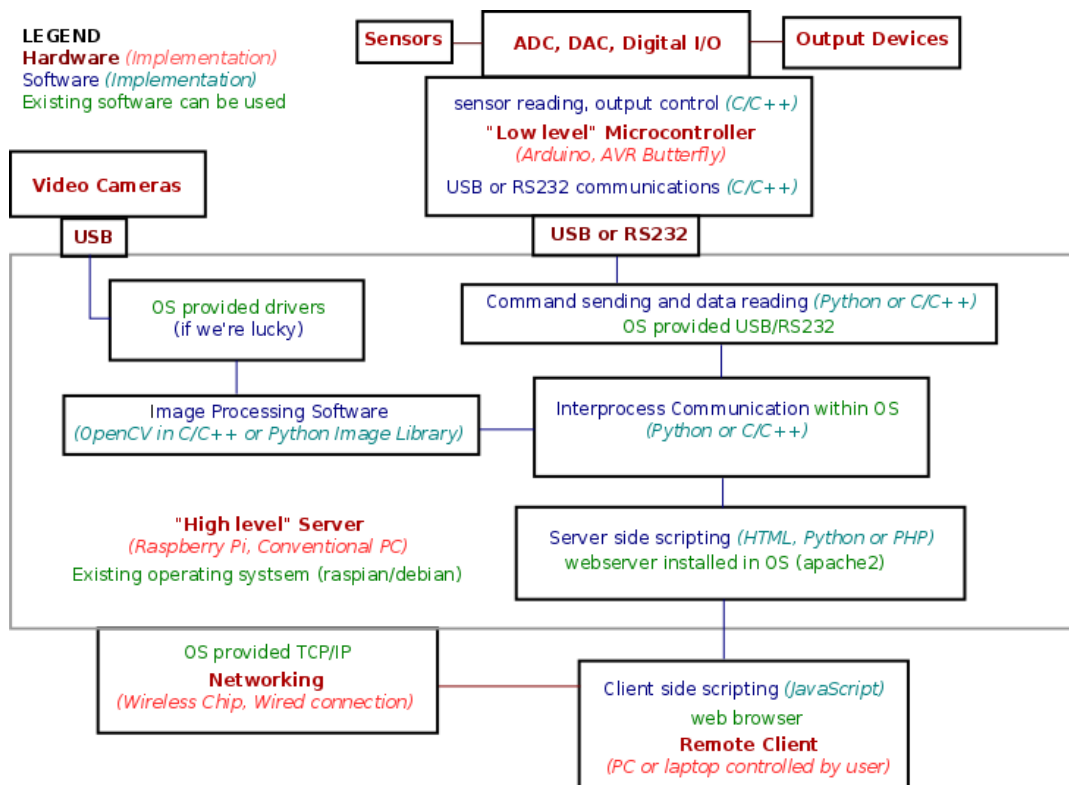 LEGEND
Hardware (Implementation)
Software (Implementation)
Existing software can be used
Sensors
ADC, DAC, Digital I/O
Output Devices
sensor reading, output control (C/C++)
"Low level" Microcontroller
(Arduino, AVR Butterfly)
USB or RS232 communications (C/C++)
USB or RS232
Video Cameras
USB
OS provided drivers
(if we're lucky)
Command sending and data reading (Python or C/C++)
OS provided USB/RS232
Image Processing Software
(OpenCV in C/C++ or Python Image Library)
Interprocess Communication within OS
(Python or C/C++)
"High level" Server
(Raspberry Pi, Conventional PC)
Existing operating systsem (raspian/debian)
Server side scripting (HTML, Python or PHP)
webserver installed in OS (apache2)
OS provided TCP/IP
Networking
(Wireless Chip, Wired connection)
Client side scripting (JavaScript)
web browser
Remote Client
(PC or laptop controlled by user)